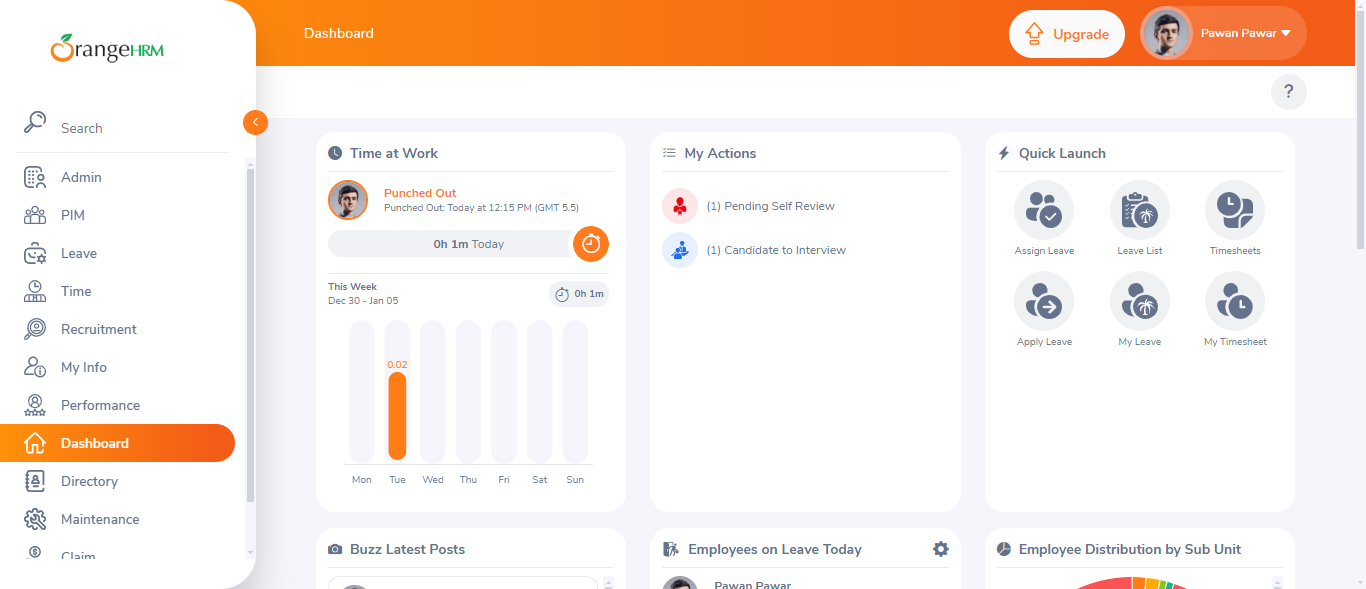 OrangeHRM
Search
Admin
PIM
Leave
Time
Recruitment
My Info
Performance
Dashboard
Directory
Maintenance
Claim
Dashboard
Upgrade
Pawan Pawar
?
Time at Work
Punched Out
Punched Out: Today at 12:15 PM (GMT 5.5)
0h 1m Today
This Week
Dec 30 - Jan 05
0h 1m
0.02
Mon Tue Wed Thu Fri Sat Sun
My Actions
(1) Pending Self Review
(1) Candidate to Interview
Quick Launch
Assign Leave Leave List Timesheets
Apply Leave My Leave My Timesheet
Buzz Latest Posts
Employees on Leave Today
Pawan Pawar
Employee Distribution by Sub Unit